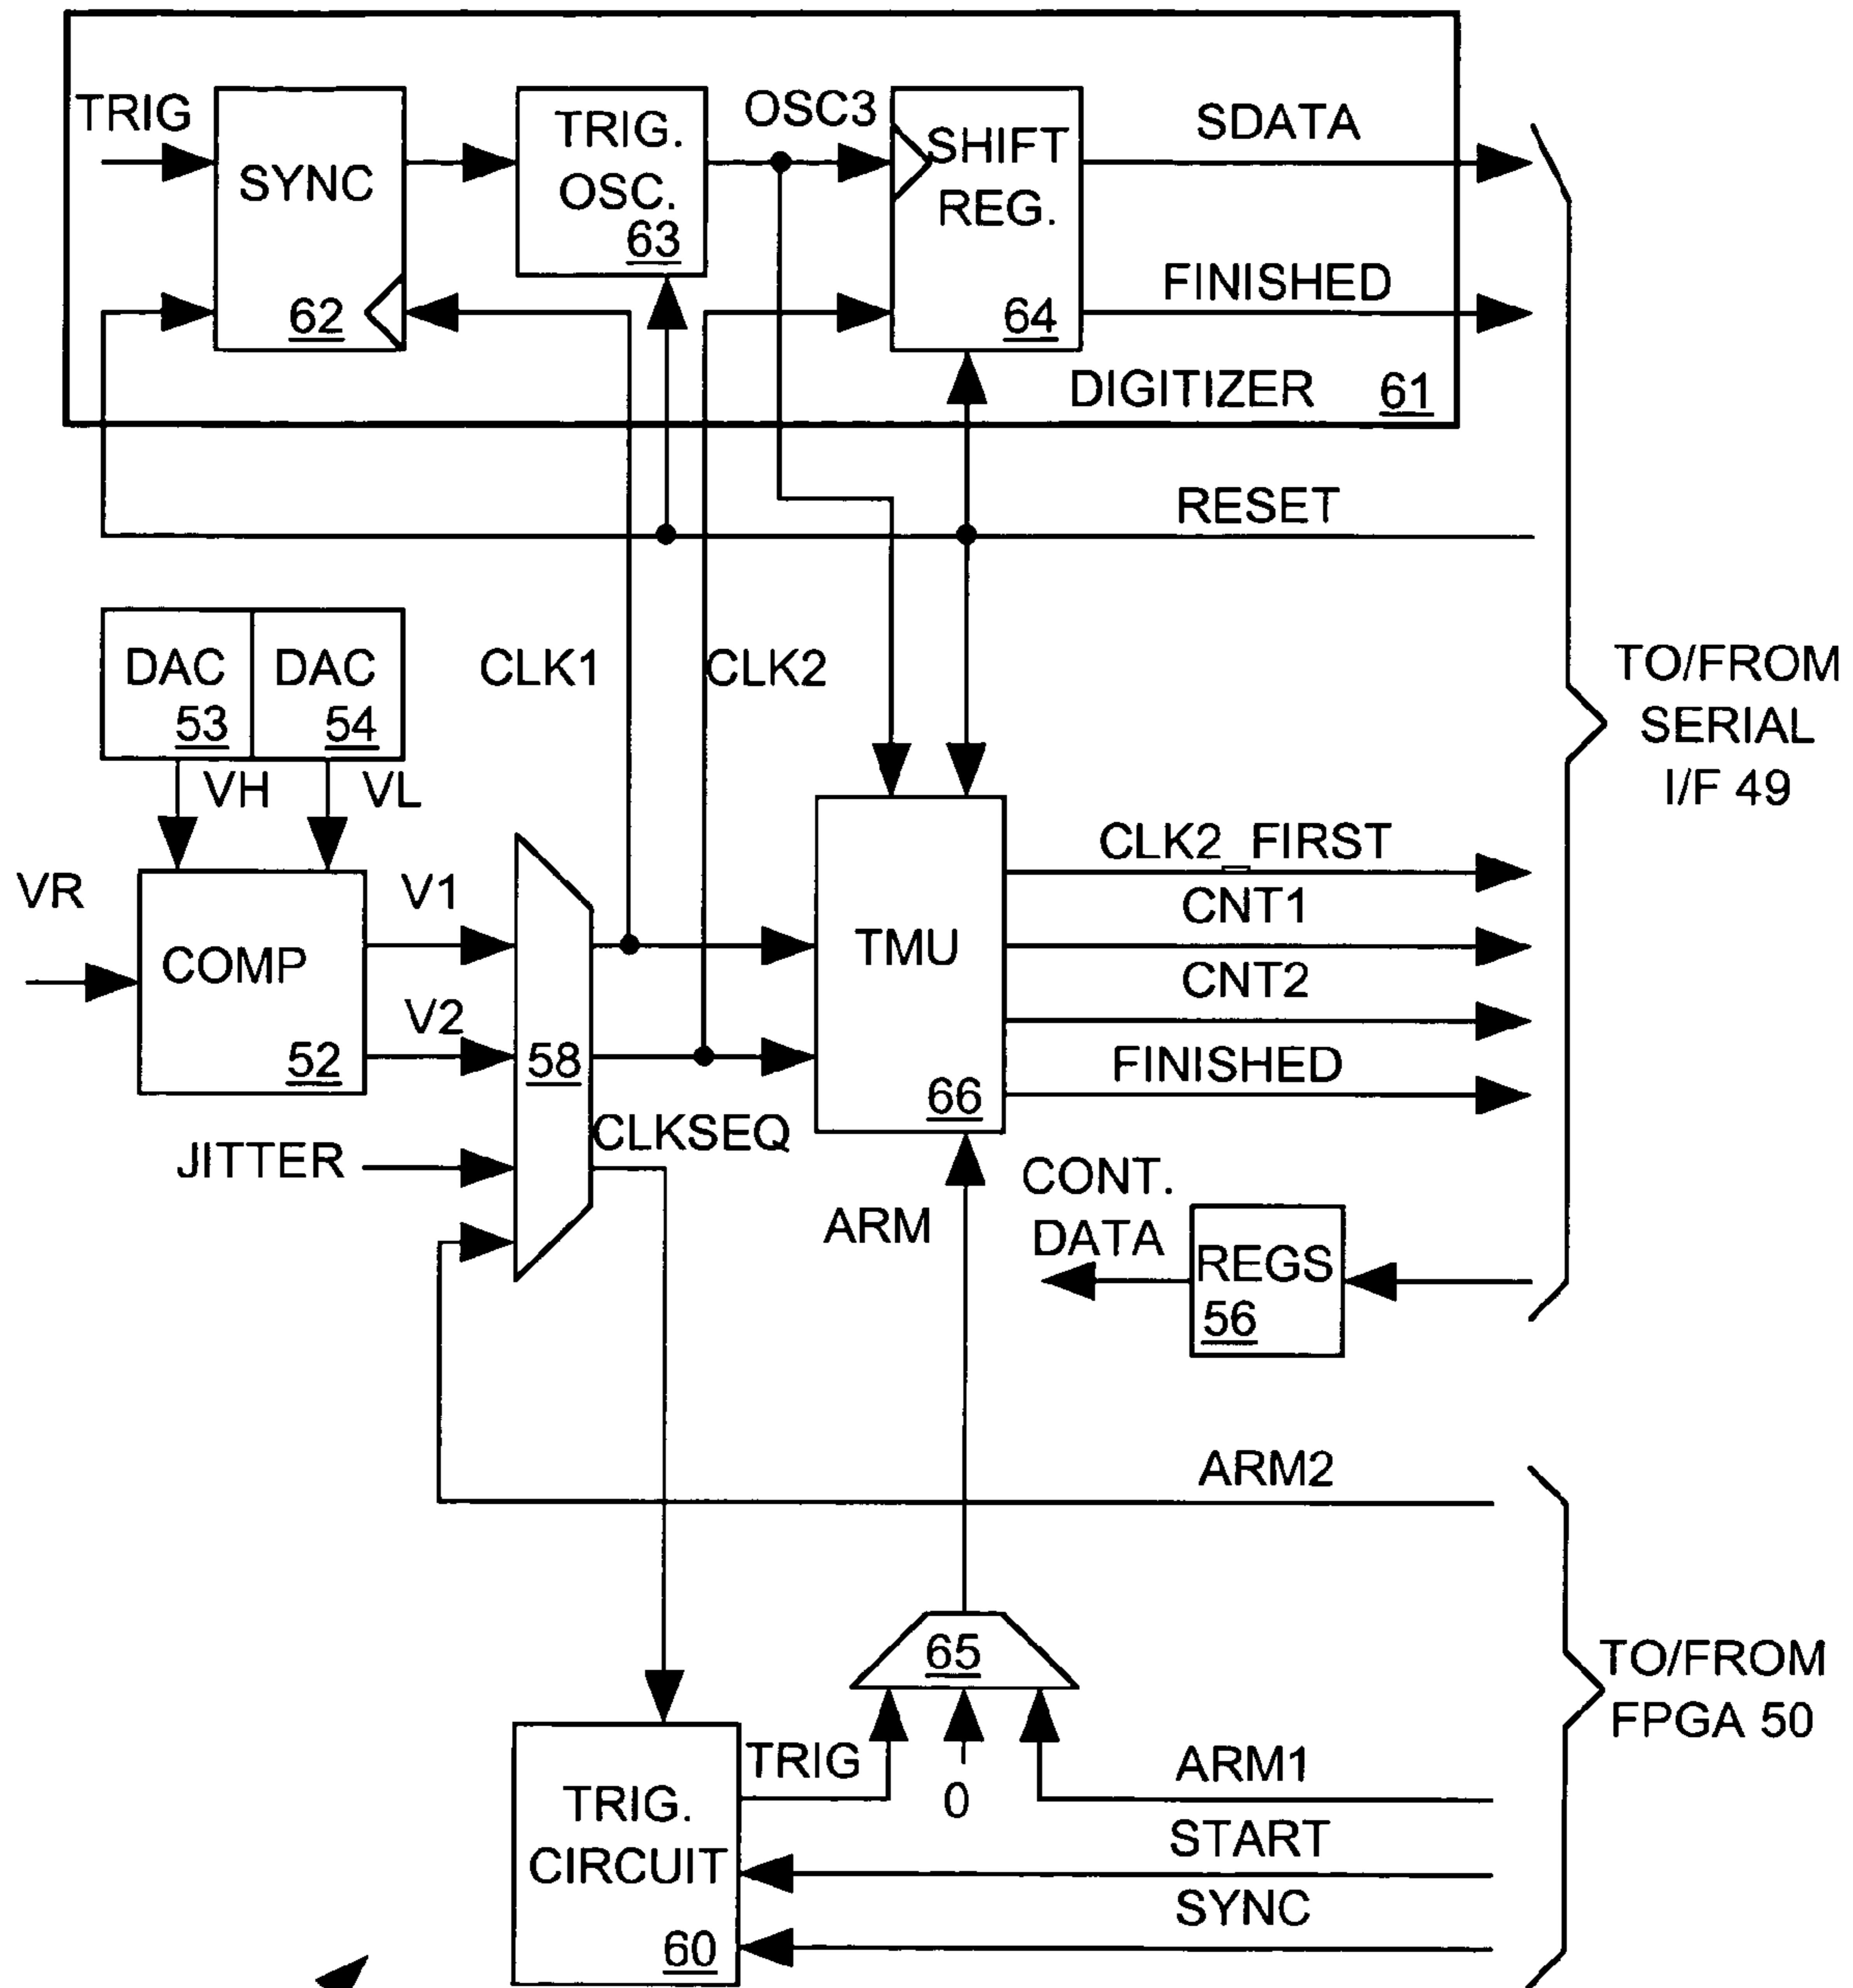 TRIG
SYNC
62
TRIG.
OSC.
63
OSC3
SHIFT
REG.
64
SDATA
FINISHED
DIGITIZER 61
RESET
DAC
53
DAC
54
VH
VL
CLK1
CLK2
TO/FROM
SERIAL
I/F 49
VR
COMP
52
V1
V2
58
JITTER
CLKSEQ
TMU
66
CLK2_FIRST
CNT1
CNT2
FINISHED
ARM
CONT.
DATA
REGS
56
ARM2
65
TRIG
0
ARM1
START
SYNC
TRIG.
CIRCUIT
60
TO/FROM
FPGA 50